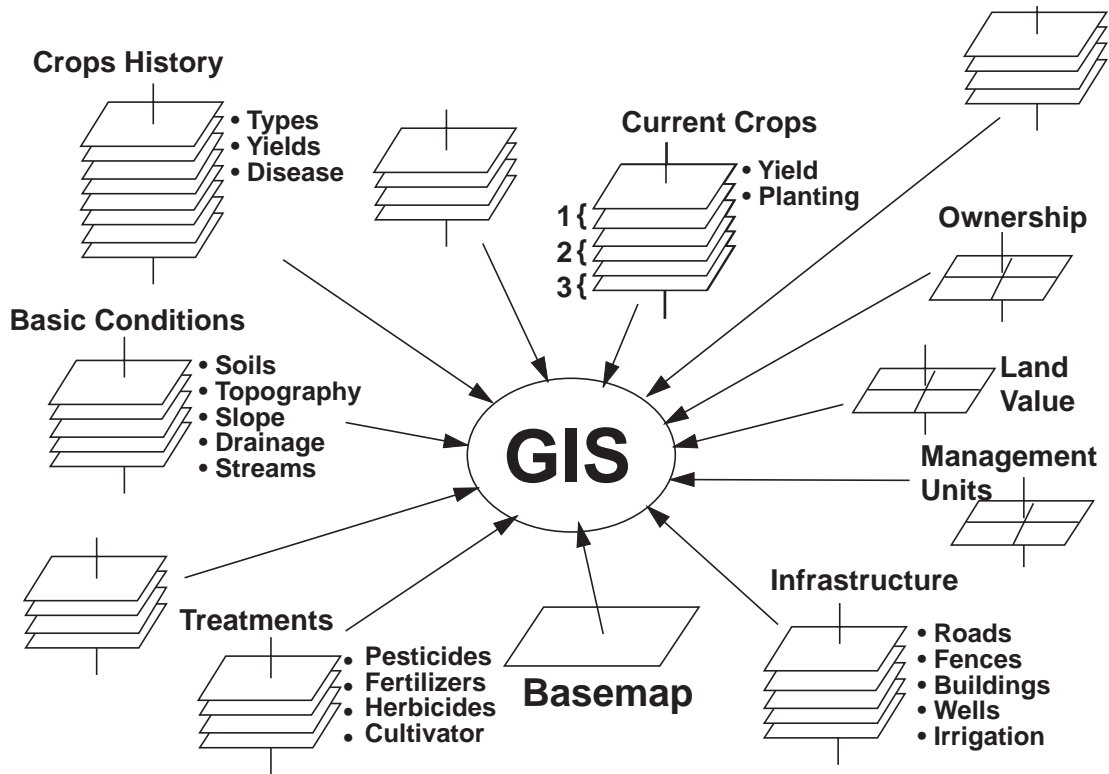 Crops History
• Types
• Yields
• Disease
Current Crops
• Yield
• Planting
1 {
2 {
3 {
Ownership
Basic Conditions
• Soils
• Topography
• Slope
• Drainage
• Streams
GIS
Land
Value
Management
Units
Treatments
• Pesticides
• Fertilizers
• Herbicides
• Cultivator
Basemap
Infrastructure
• Roads
• Fences
• Buildings
• Wells
• Irrigation